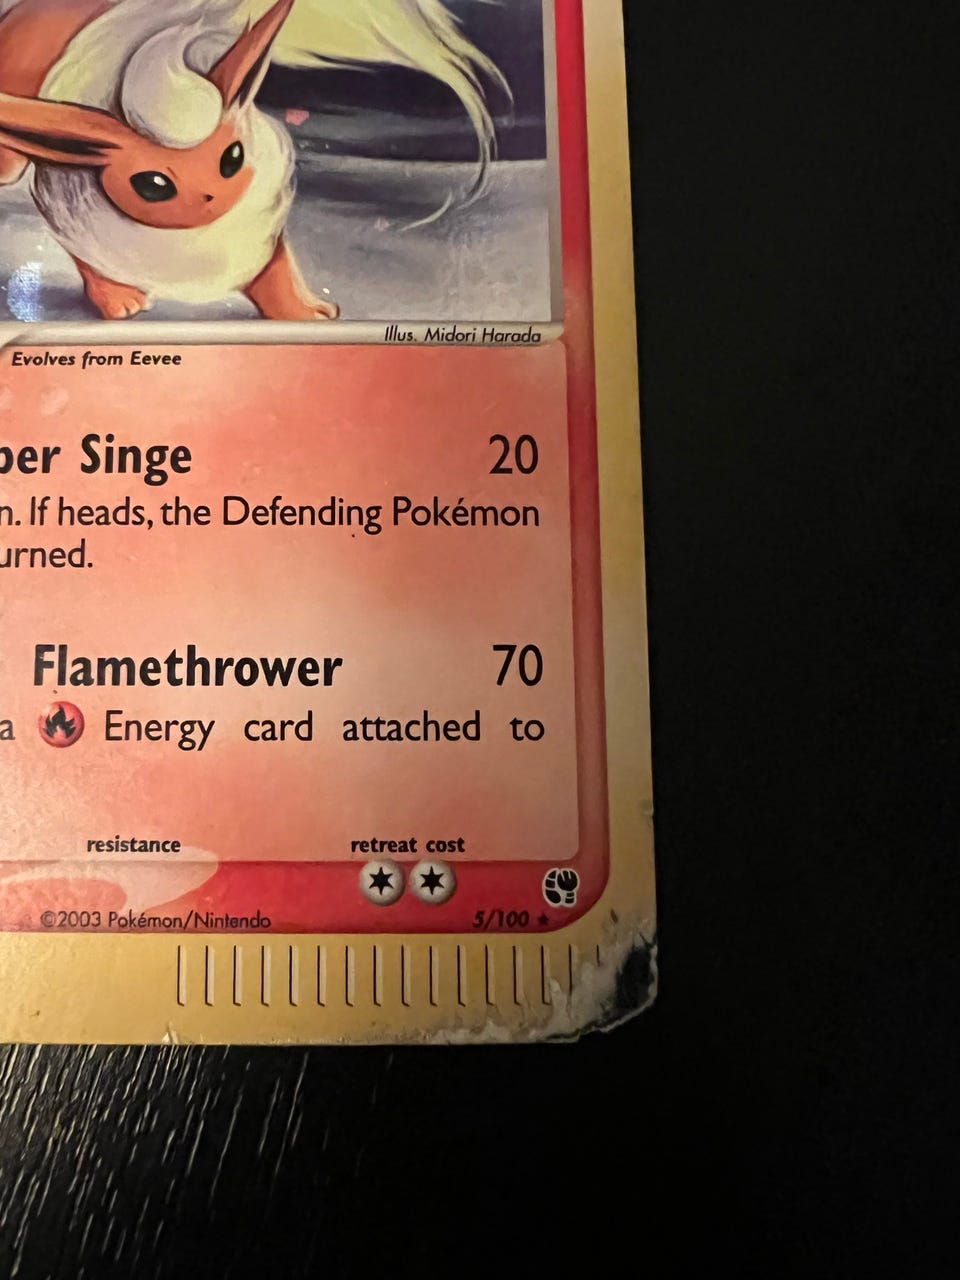 Illus. Midori Harada
Evolves from Eevee
per Singe 20
n. If heads, the Defending Pokémon
urned.
Flamethrower 70
a Energy card attached to
resistance retreat cost
©2003 Pokémon/Nintendo 5/100 ★